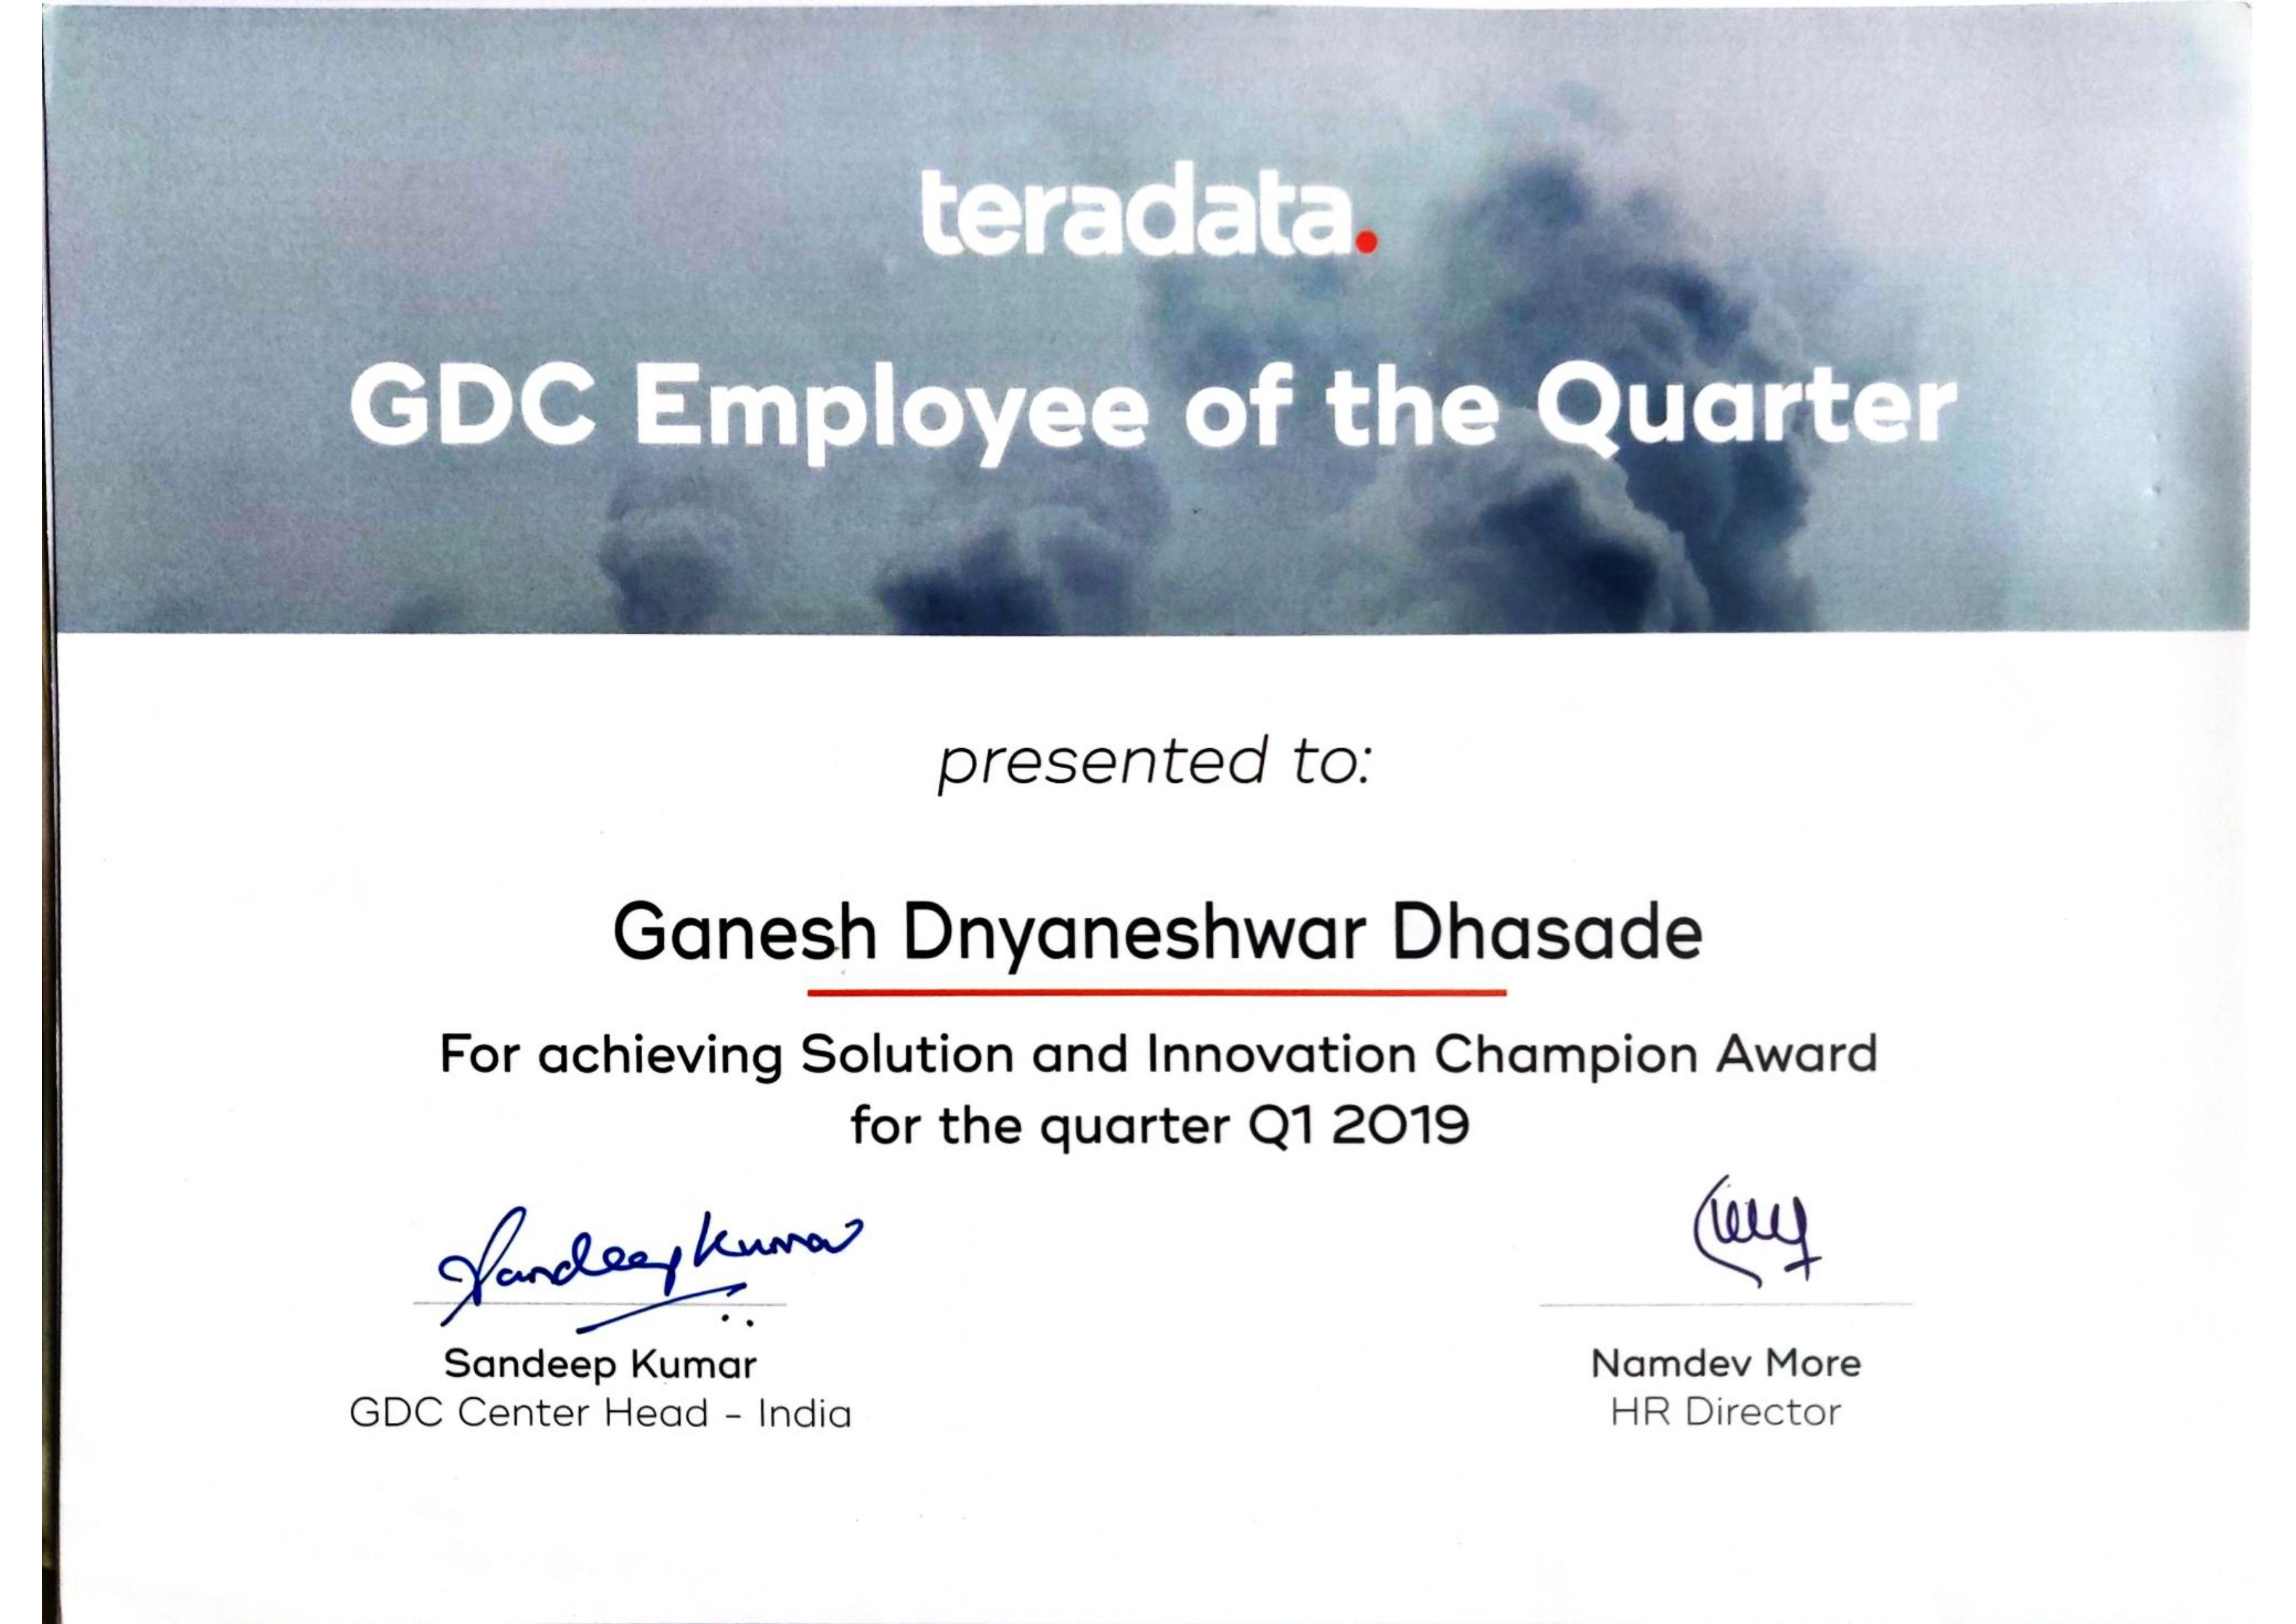 teradata.
GDC Employee of the Quarter
presented to:
Ganesh Dnyaneshwar Dhasade
For achieving Solution and Innovation Champion Award
for the quarter Q1 2019
Sandeep Kumar
Sandeep Kumar
GDC Center Head - India
Namdev More
HR Director